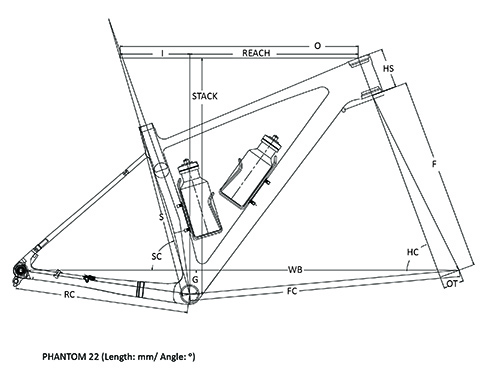 O
I
REACH
HS
STACK
F
S
SC
HC
G
WB
OT
RC
FC
PHANTOM 22 (Length: mm/ Angle: º)